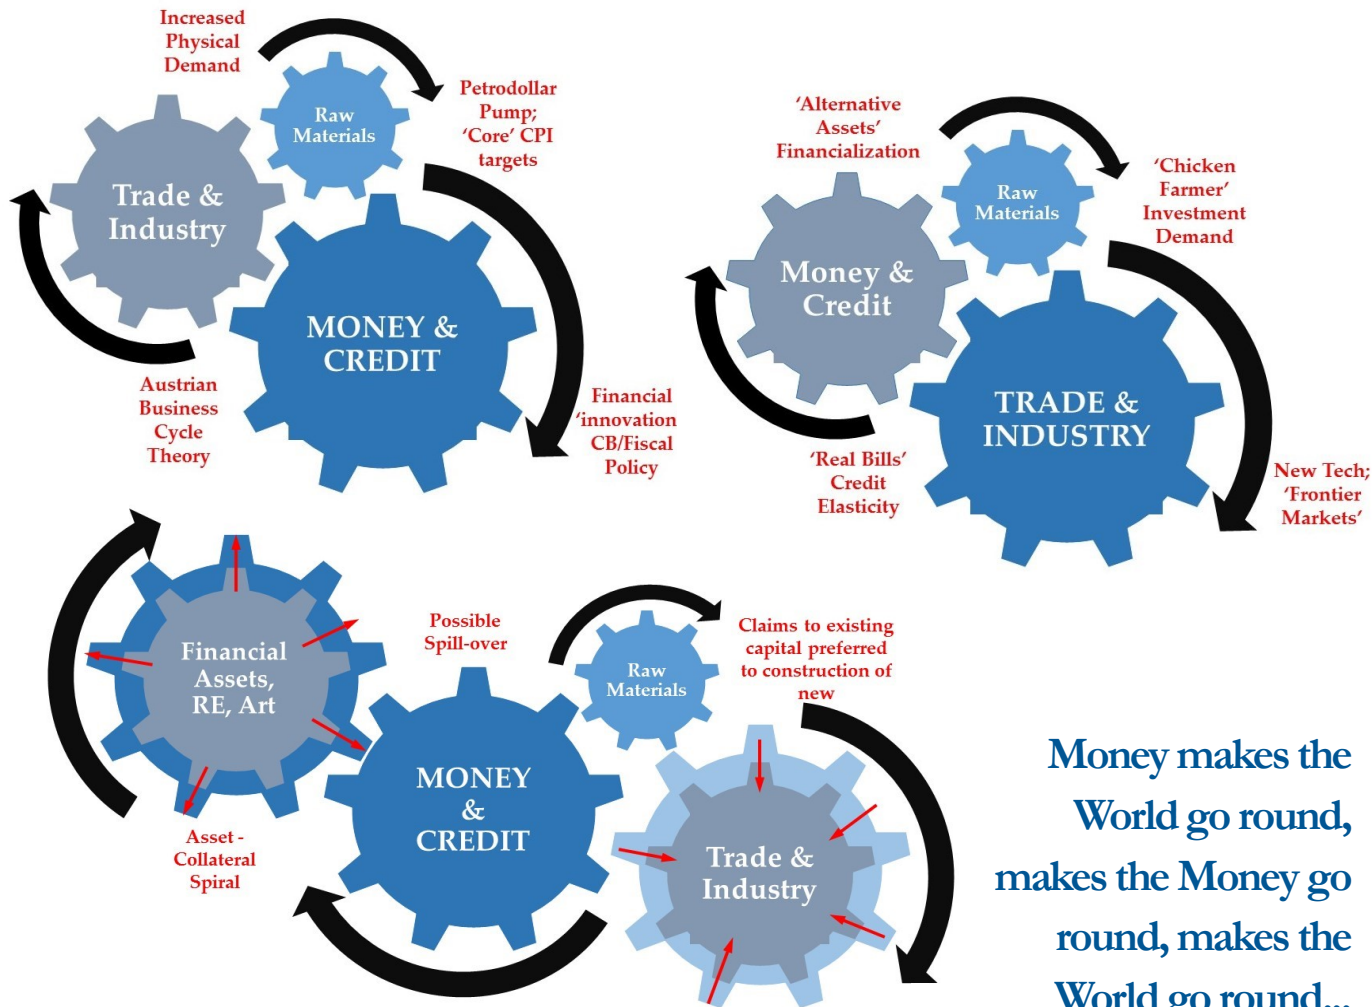 Increased
Physical
Demand
Raw
Materials
Petrodollar
Pump;
‘Core’ CPI
targets
Trade &
Industry
MONEY &
CREDIT
Austrian
Business
Cycle
Theory
Financial
‘innovation
CB/Fiscal
Policy
‘Alternative
Assets’
Financialization
Raw
Materials
‘Chicken
Farmer’
Investment
Demand
Money &
Credit
TRADE &
INDUSTRY
‘Real Bills’
Credit
Elasticity
New Tech;
‘Frontier
Markets’
Financial
Assets,
RE, Art
Possible
Spill-over
Raw
Materials
Claims to existing
capital preferred
to construction of
new
MONEY
&
CREDIT
Asset -
Collateral
Spiral
Trade &
Industry
Money makes the
World go round,
makes the Money go
round, makes the
World go round...